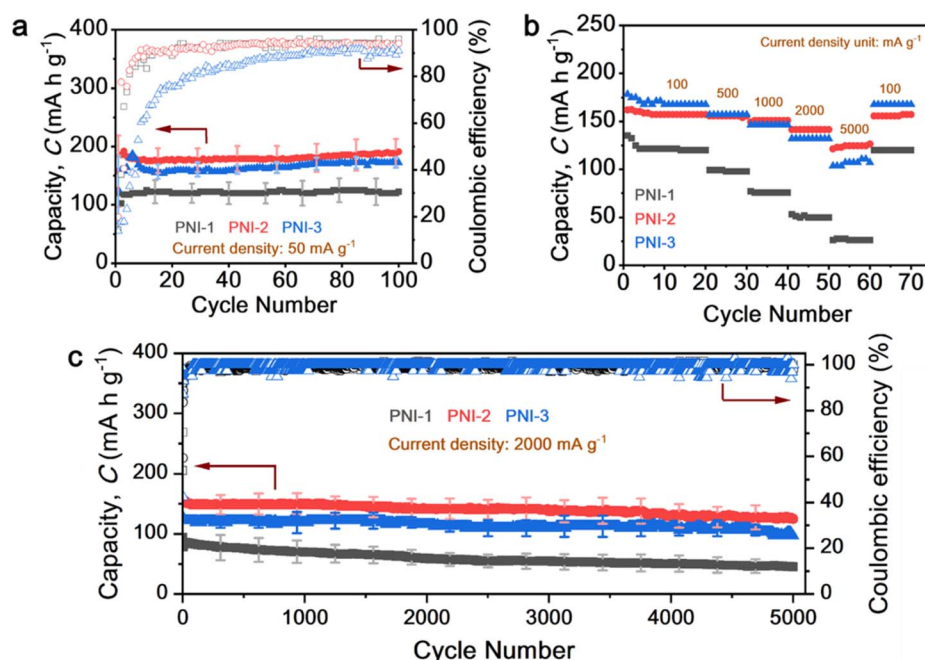 a
Capacity, C (mA h g⁻¹)
400
300
200
100
0
PNI-1 PNI-2 PNI-3
Current density: 50 mA g⁻¹
0 20 40 60 80 100
Cycle Number
100
80
60
40
20
0
Coulombic efficiency (%)
b
Capacity, C (mA h g⁻¹)
250
200
150
100
50
0
Current density unit: mA g⁻¹
100
500
1000
2000
5000
100
PNI-1
PNI-2
PNI-3
0 10 20 30 40 50 60 70
Cycle Number
c
Capacity, C (mA h g⁻¹)
400
300
200
100
0
PNI-1 PNI-2 PNI-3
Current density: 2000 mA g⁻¹
0 1000 2000 3000 4000 5000
Cycle Number
100
80
60
40
20
0
Coulombic efficiency (%)